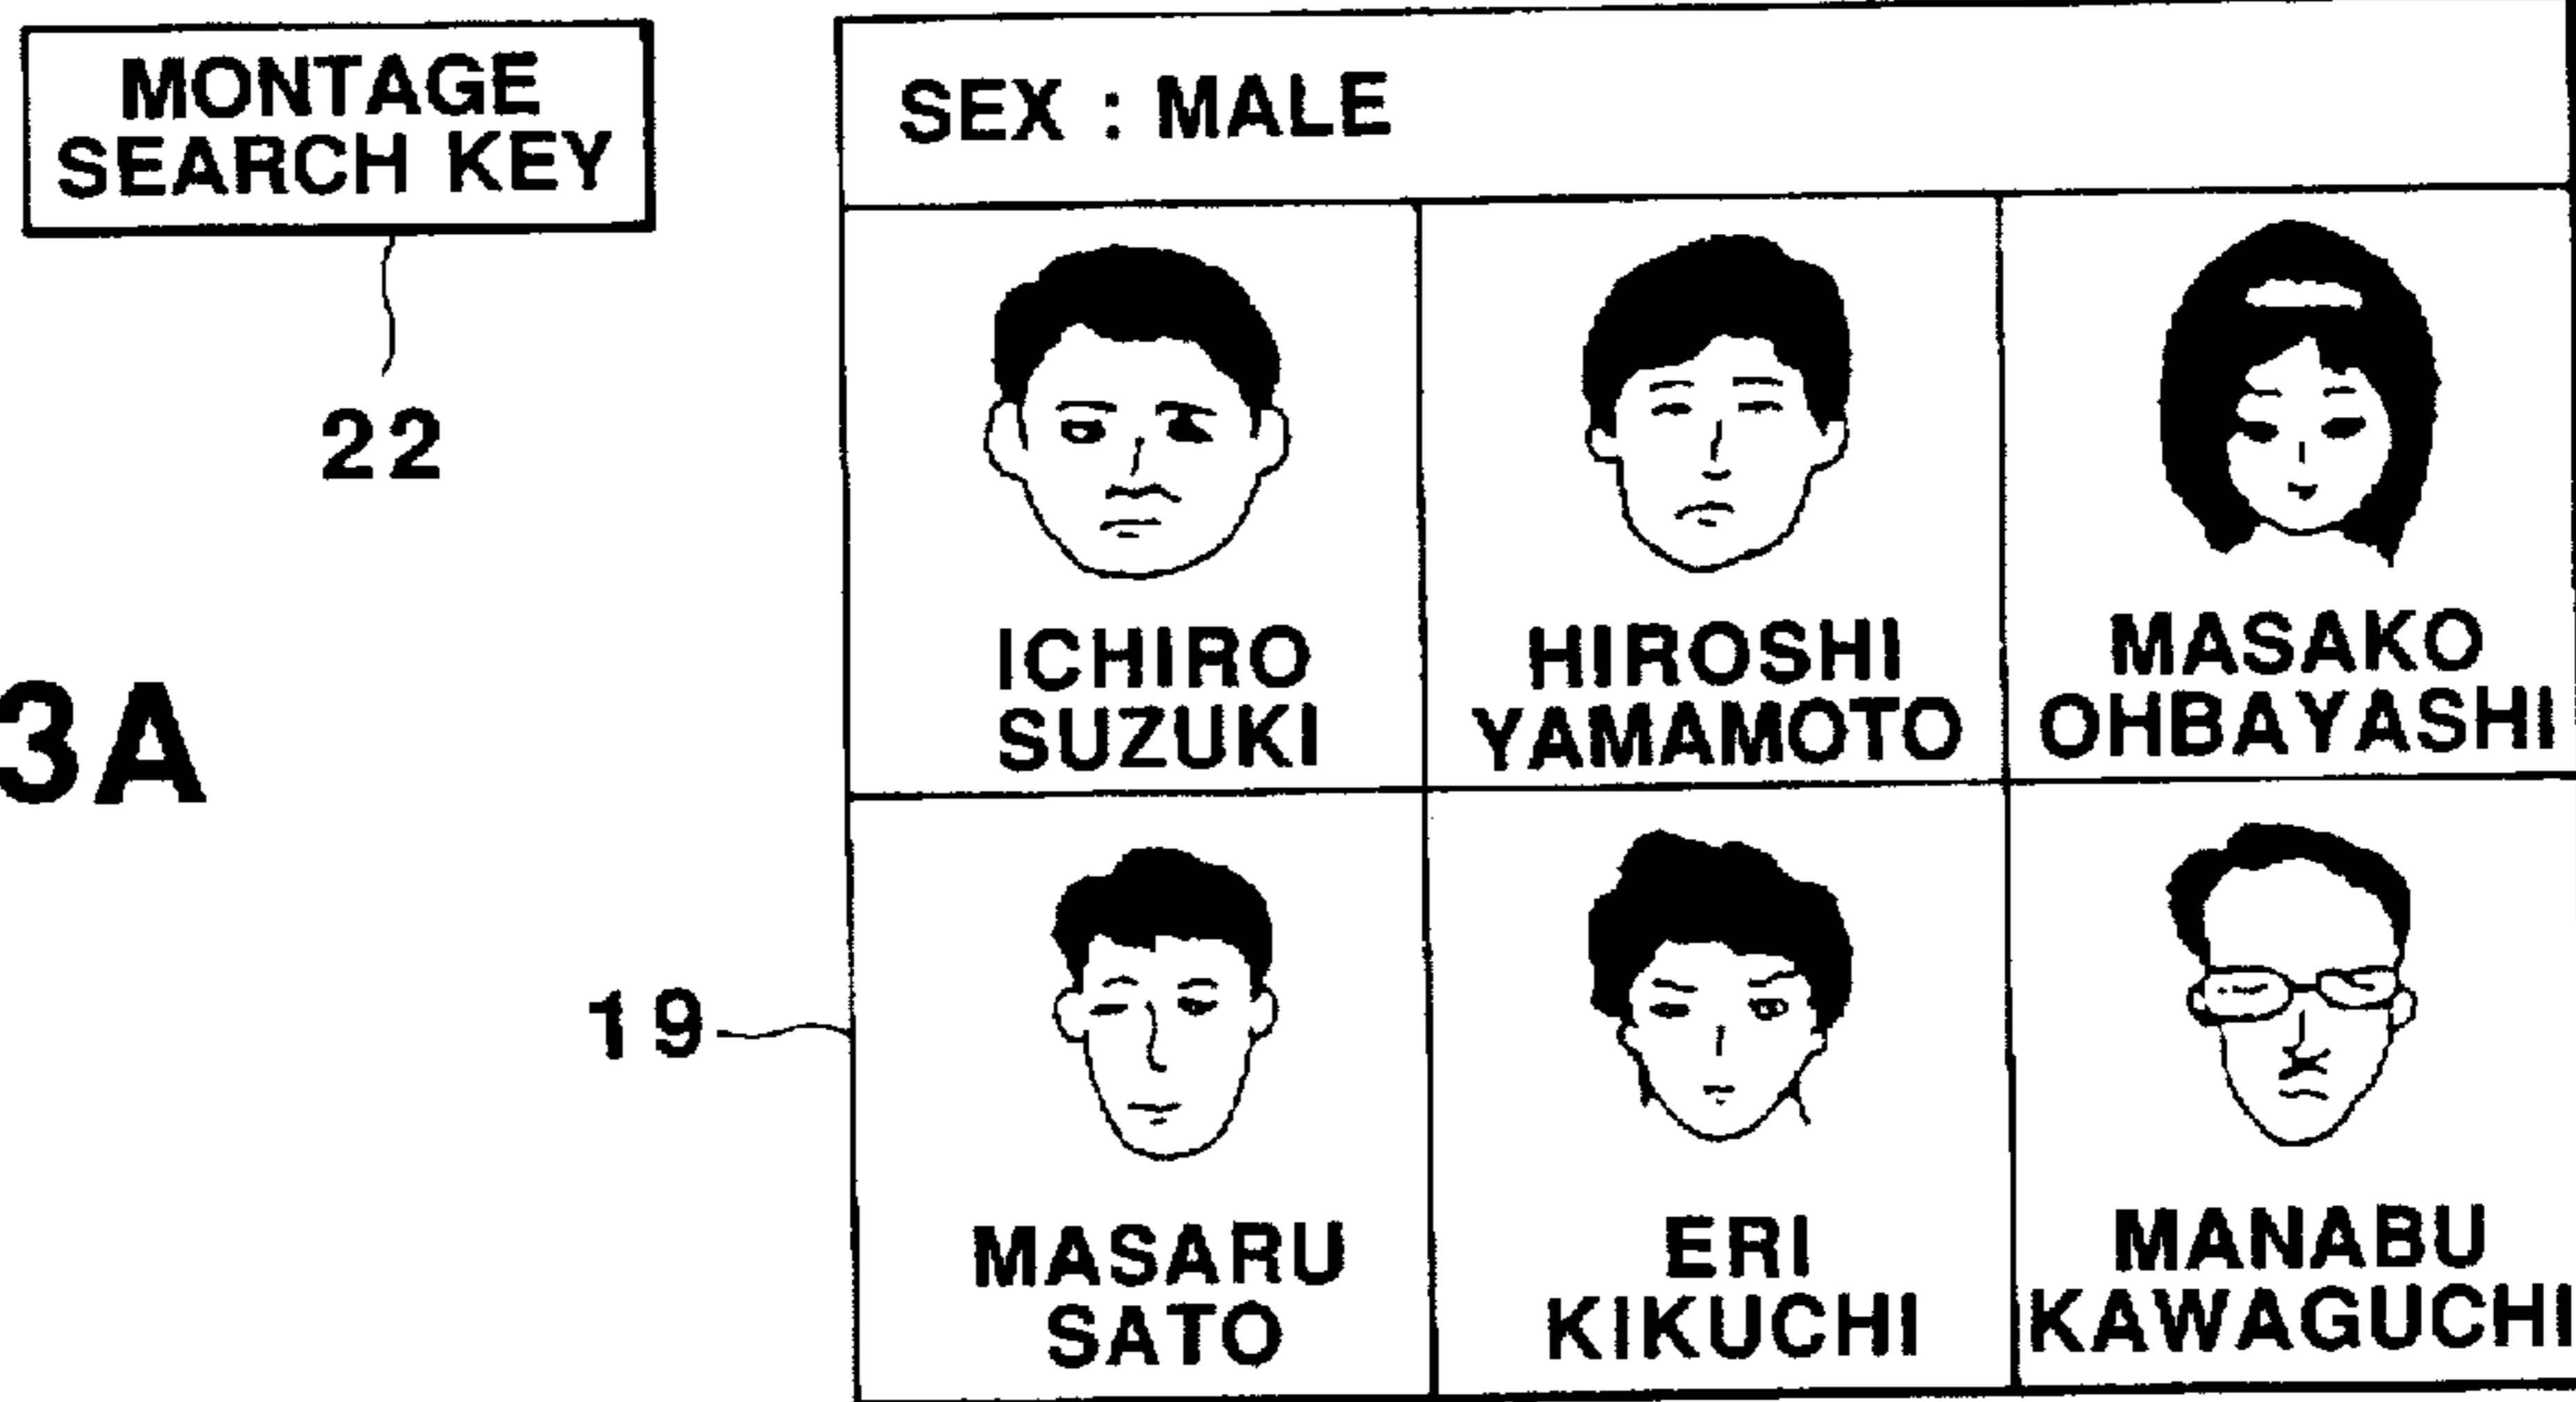 MONTAGE
SEARCH KEY
22
3A
SEX : MALE
ICHIRO
SUZUKI
HIROSHI
YAMAMOTO
MASAKO
OHBAYASHI
19
MASARU
SATO
ERI
KIKUCHI
MANABU
KAWAGUCHI